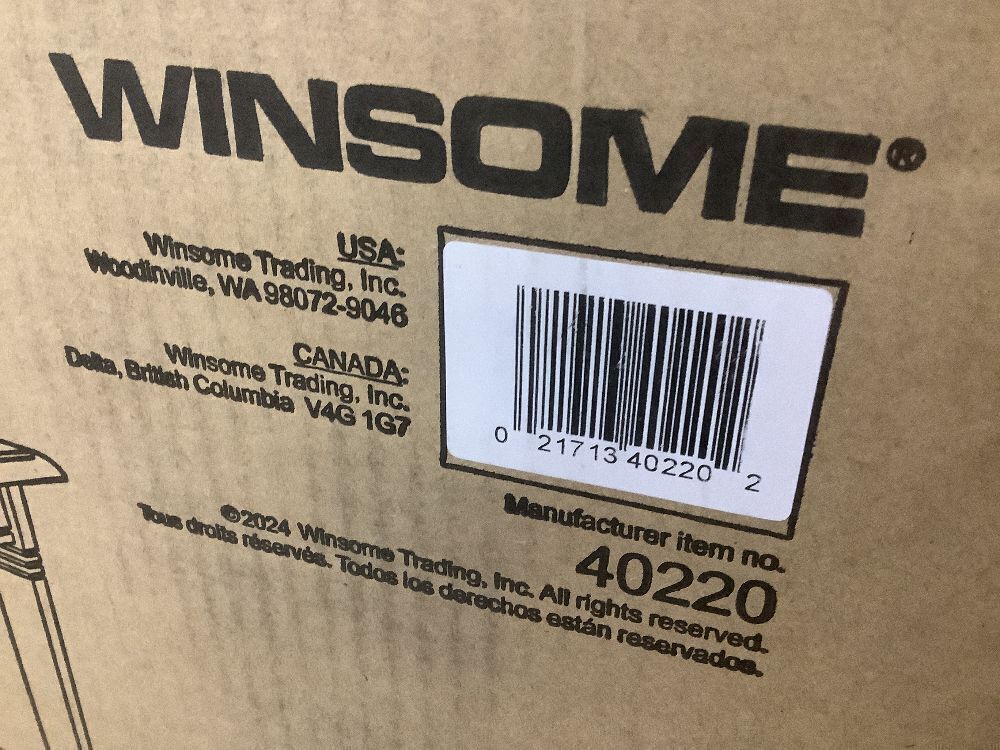 WINSOME®
USA:
Winsome Trading, Inc.
Woodinville, WA 98072-9046
CANADA:
Winsome Trading, Inc.
Delta, British Columbia V4G 1G7
0 21713 40220 2
Manufacturer item no.
40220
©2024 Winsome Trading, Inc. All rights reserved.
Tous droits réservés. Todos los derechos están reservados.